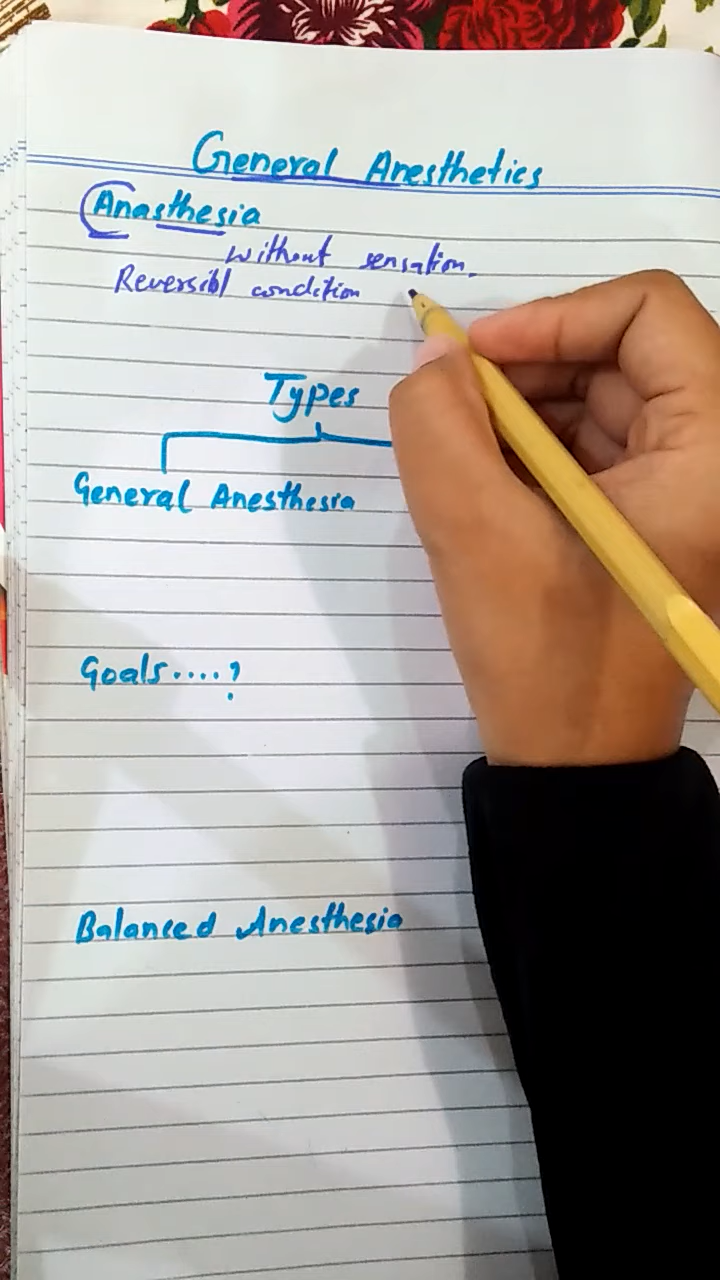 General Anesthetics
Anasthesia
without sensation.
Reversibl condition
Types
General Anesthesia
Goals....?
Balanced Anesthesia